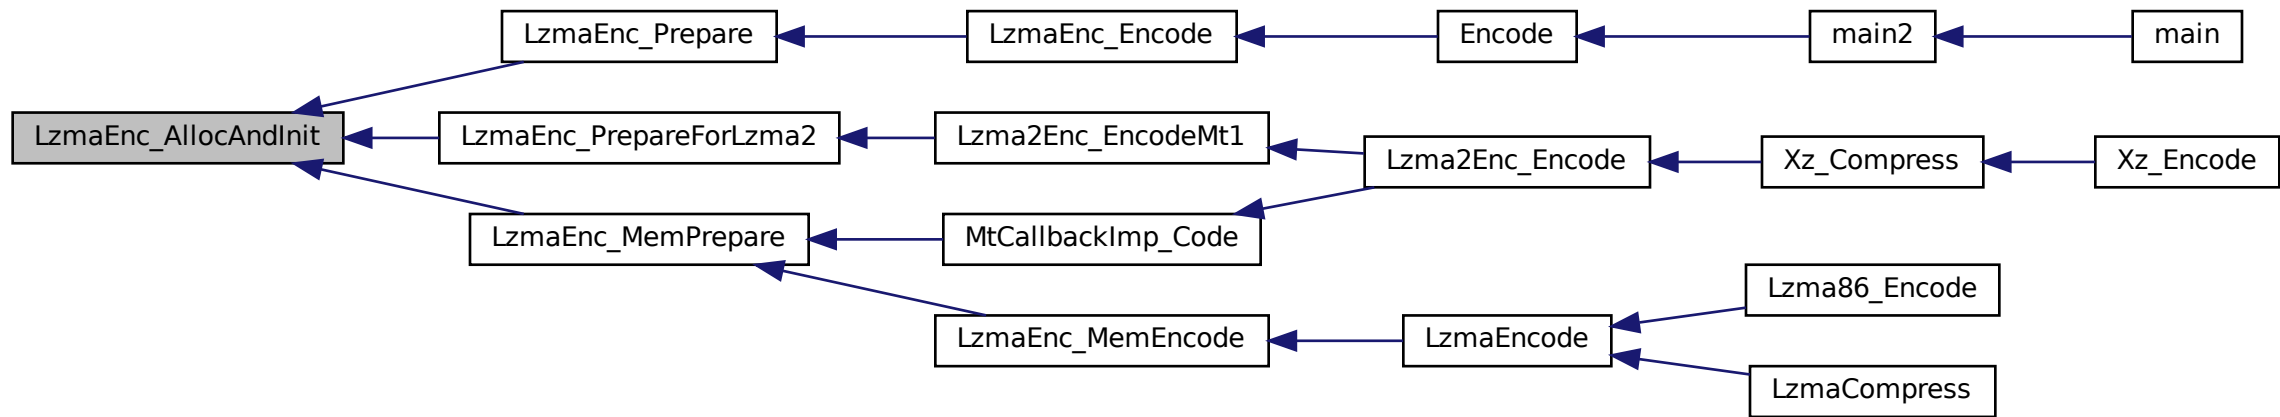 LzmaEnc_Prepare
LzmaEnc_Encode
Encode
main2
main
LzmaEnc_AllocAndInit
LzmaEnc_PrepareForLzma2
Lzma2Enc_EncodeMt1
Lzma2Enc_Encode
Xz_Compress
Xz_Encode
LzmaEnc_MemPrepare
MtCallbackImp_Code
Lzma86_Encode
LzmaEnc_MemEncode
LzmaEncode
LzmaCompress